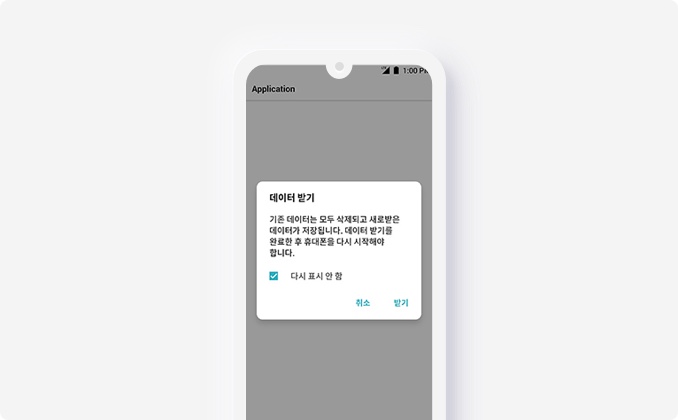 1:00 PM
Application
데이터 받기
기존 데이터는 모두 삭제되고 새로받은
데이터가 저장됩니다. 데이터 받기를
완료한 후 휴대폰을 다시 시작해야
합니다.
다시 표시 안 함
취소 받기